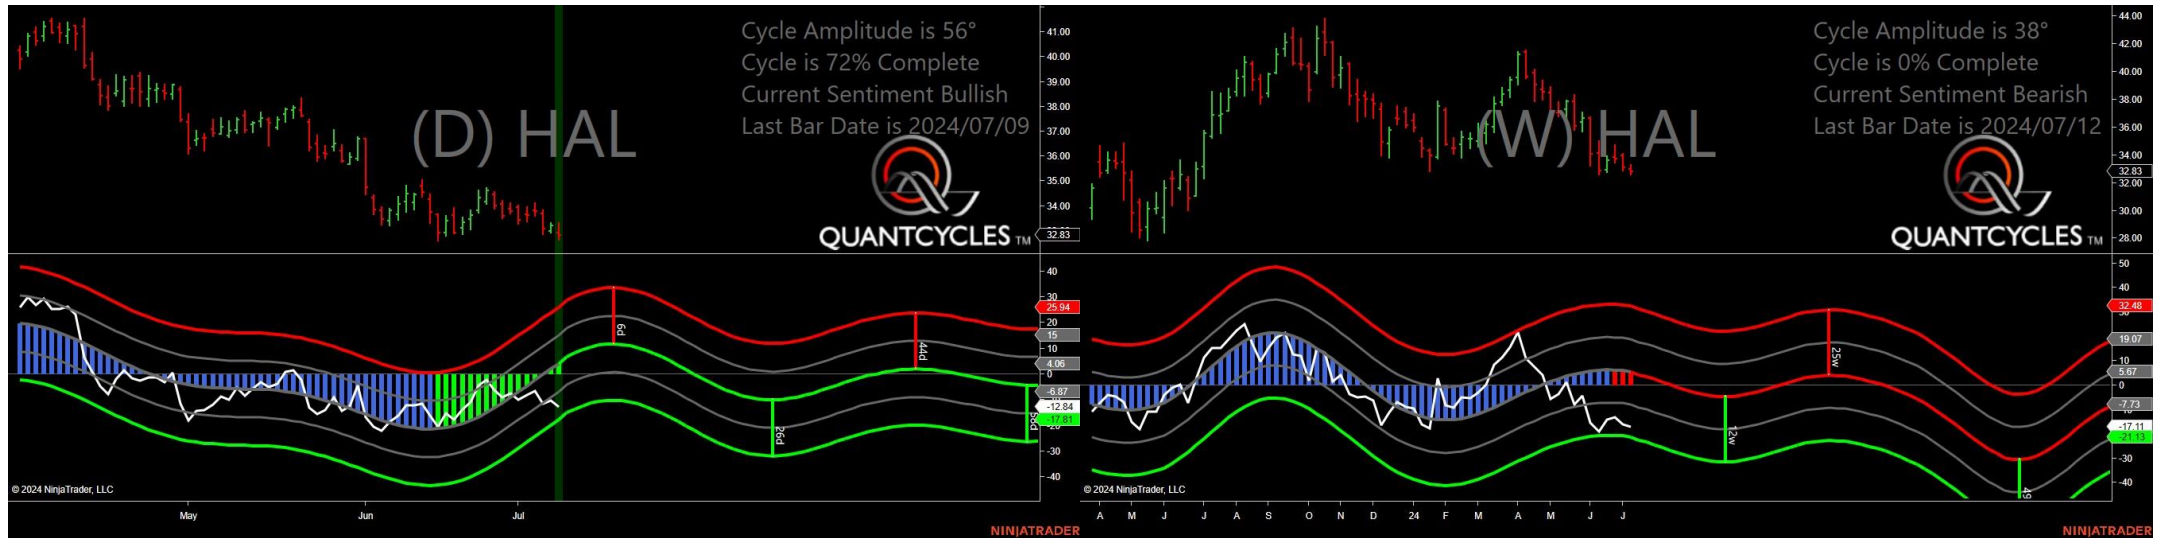 Cycle Amplitude is 56°
Cycle is 72% Complete
Current Sentiment Bullish
Last Bar Date is 2024/07/09
(D) HAL
QUANTCYCLES TM
41.00
40.00
39.00
38.00
37.00
36.00
35.00
34.00
32.83
40
30
25.94
20
15
10
4.06
0
-6.87
-12.84
-17.81
-20
-30
-40
6d
26d
44d
© 2024 NinjaTrader, LLC
May
Jun
Jul
NINJATRADER
Cycle Amplitude is 38°
Cycle is 0% Complete
Current Sentiment Bearish
Last Bar Date is 2024/07/12
(W) HAL
QUANTCYCLES TM
44.00
42.00
40.00
38.00
36.00
34.00
32.83
32.00
30.00
28.00
50
40
32.48
30
19.07
10
5.67
0
-7.73
-17.11
-21.13
-30
-40
12w
25w
49
© 2024 NinjaTrader, LLC
A M J J A S O N D 24 F M A M J J
NINJATRADER